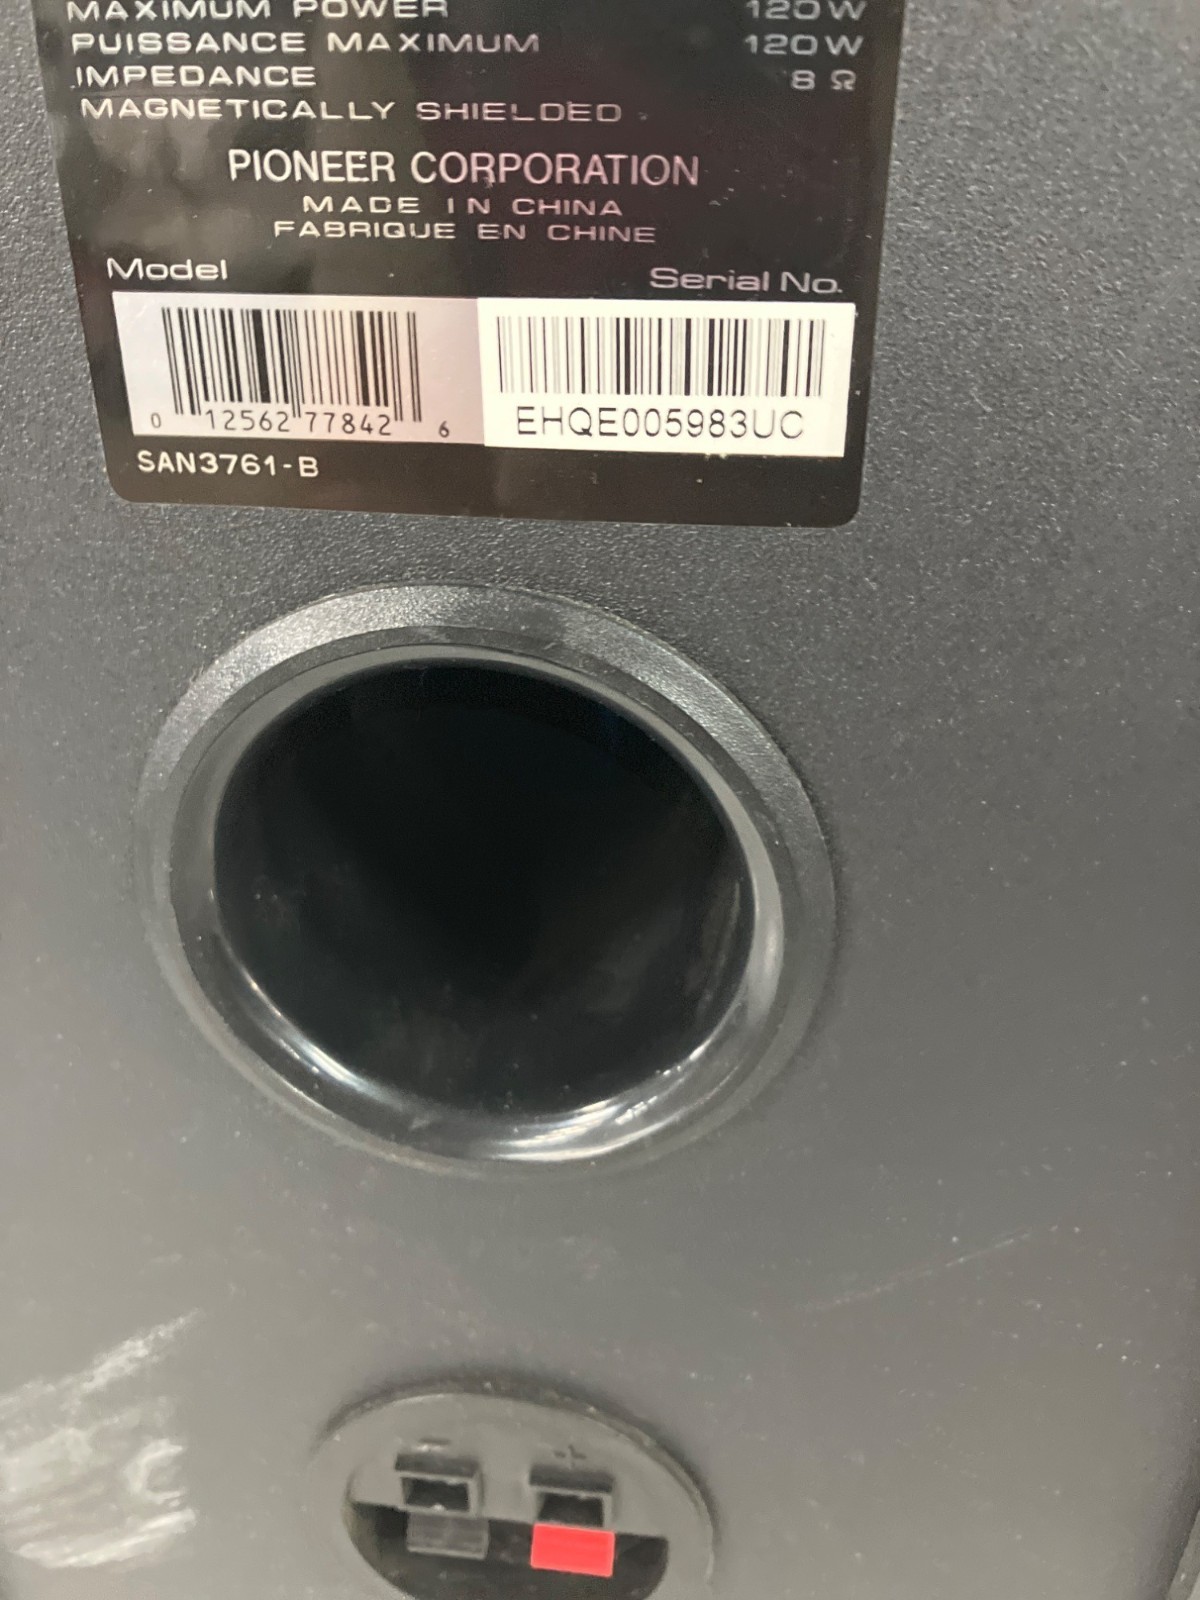 MAXIMUM POWER 120W
PUISSANCE MAXIMUM 120W
IMPEDANCE 8 Ω
MAGNETICALLY SHIELDED
PIONEER CORPORATION
MADE IN CHINA
FABRIQUE EN CHINE
Model Serial No.
0 12562 77842 6 EHQE005983UC
SAN3761-B
- +